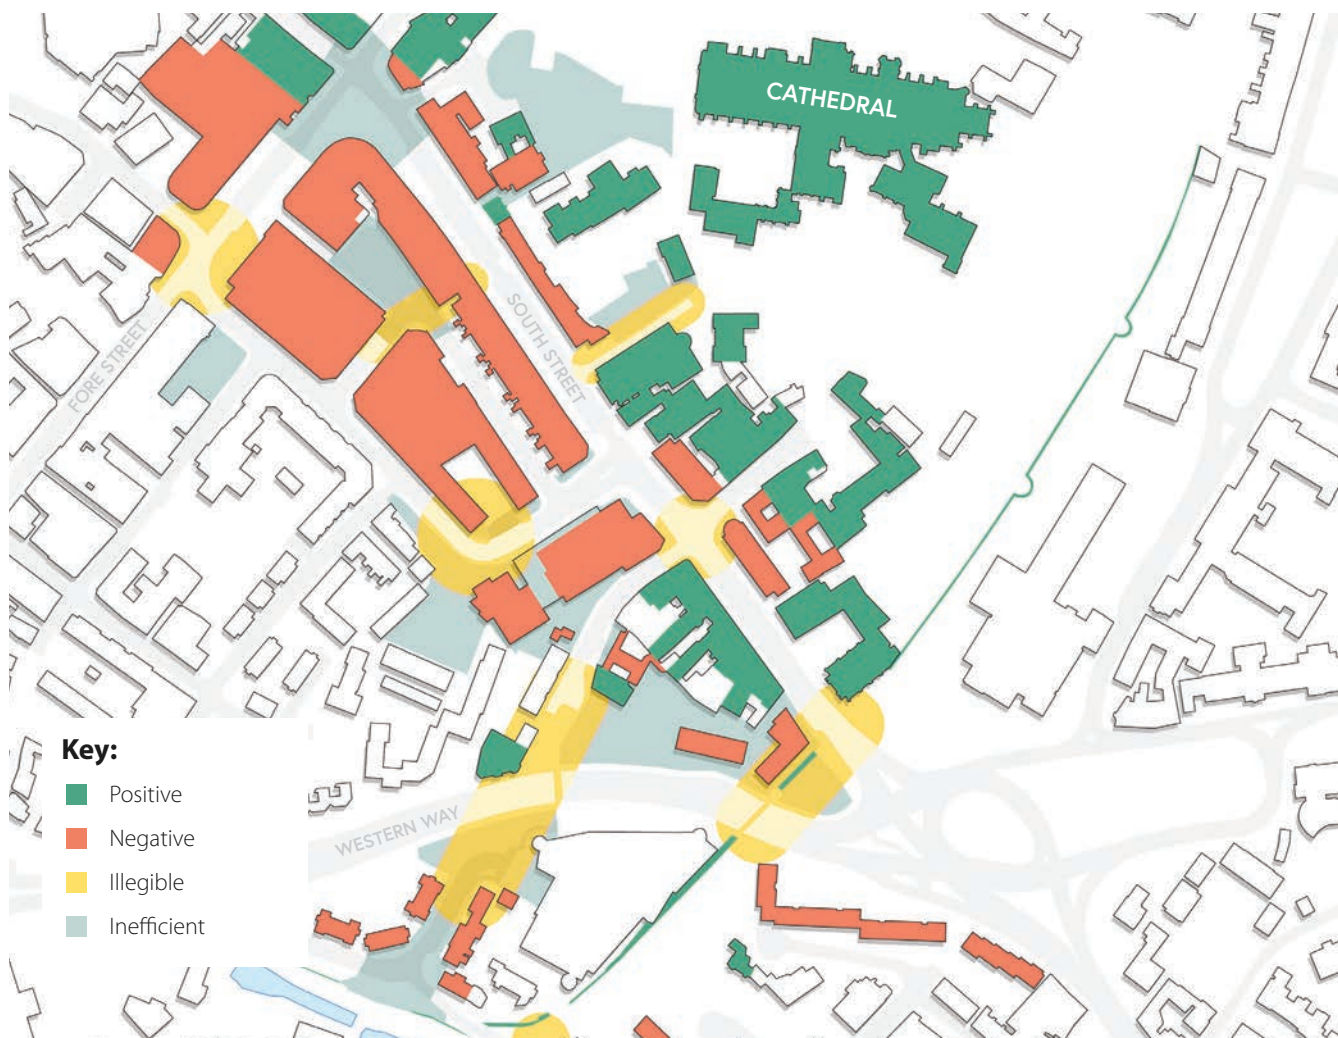 CATHEDRAL
SOUTH STREET
FORE STREET
WESTERN WAY
Key:
Positive
Negative
Illegible
Inefficient